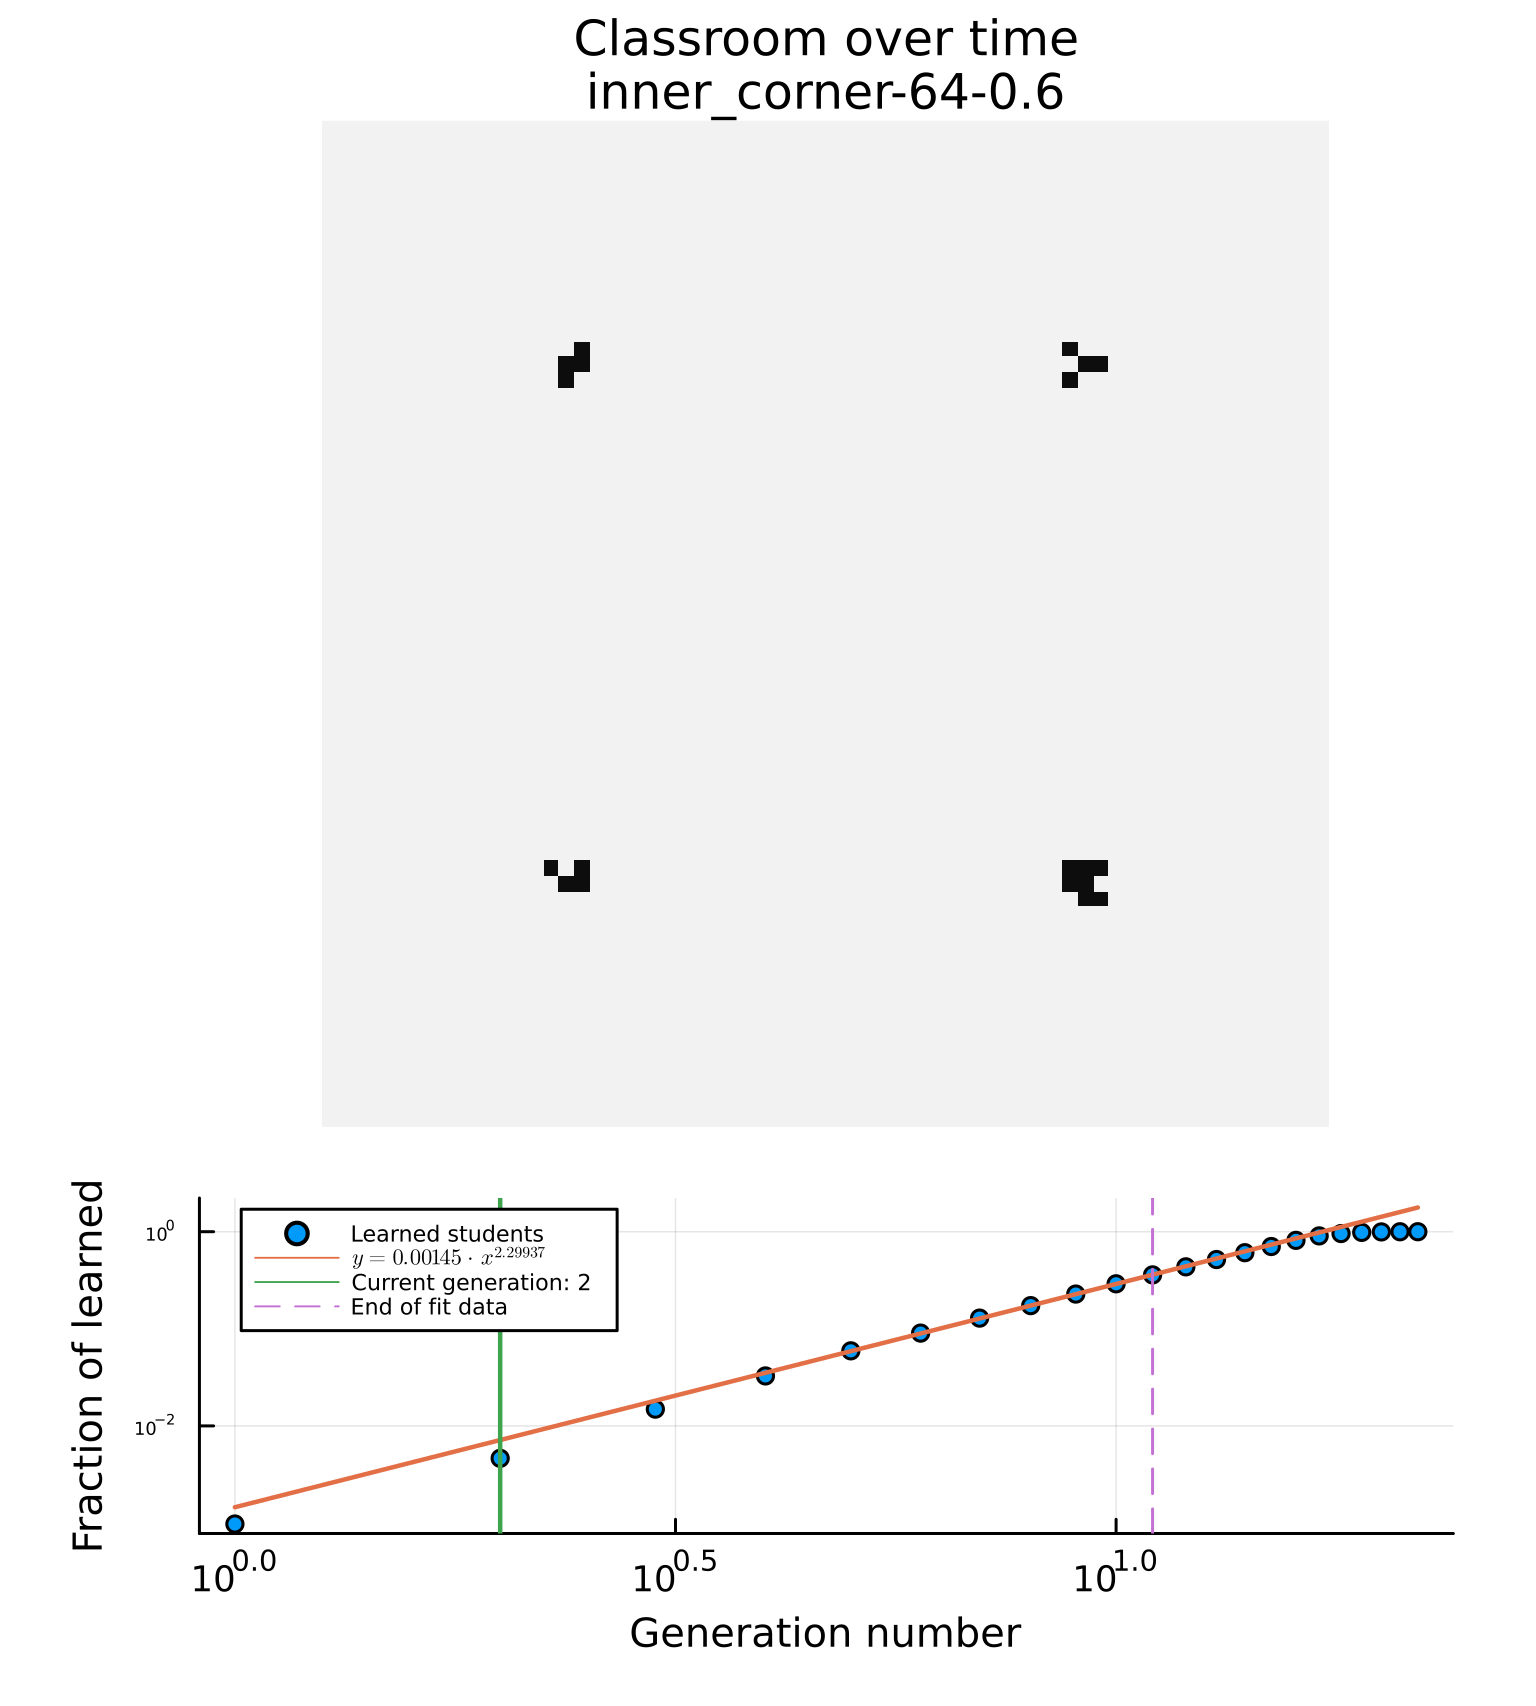 Classroom over time
inner_corner-64-0.6
Fraction of learned
10^0
10^−2
Learned students
y = 0.00145 · x^2.29937
Current generation: 2
End of fit data
10^0.0
10^0.5
10^1.0
Generation number